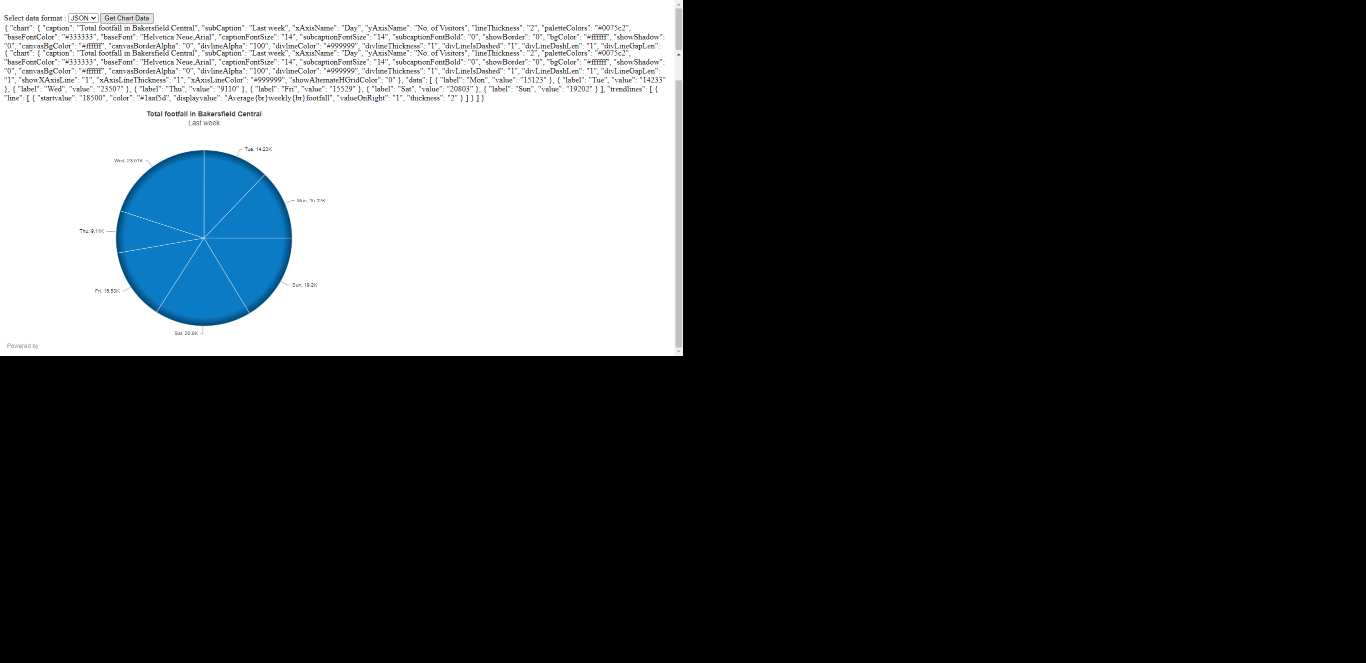 Select data format : JSON Get Chart Data
{ "chart": { "caption": "Total footfall in Bakersfield Central", "subCaption": "Last week", "xAxisName": "Day", "yAxisName": "No. of Visitors", "lineThickness": "2", "paletteColors": "#0075c2",
"baseFontColor": "#333333", "baseFont": "Helvetica Neue,Arial", "captionFontSize": "14", "subcaptionFontSize": "14", "subcaptionFontBold": "0", "showBorder": "0", "bgColor": "#ffffff", "showShadow":
"0", "canvasBgColor": "#ffffff", "canvasBorderAlpha": "0", "divlineAlpha": "100", "divlineColor": "#999999", "divlineThickness": "1", "divLineIsDashed": "1", "divLineDashLen": "1", "divLineGapLen":
{ "chart": { "caption": "Total footfall in Bakersfield Central", "subCaption": "Last week", "xAxisName": "Day", "yAxisName": "No. of Visitors", "lineThickness": "2", "paletteColors": "#0075c2",
"baseFontColor": "#333333", "baseFont": "Helvetica Neue,Arial", "captionFontSize": "14", "subcaptionFontSize": "14", "subcaptionFontBold": "0", "showBorder": "0", "bgColor": "#ffffff", "showShadow":
"0", "canvasBgColor": "#ffffff", "canvasBorderAlpha": "0", "divlineAlpha": "100", "divlineColor": "#999999", "divlineThickness": "1", "divLineIsDashed": "1", "divLineDashLen": "1", "divLineGapLen":
"1", "showXAxisLine": "1", "xAxisLineThickness": "1", "xAxisLineColor": "#999999", "showAlternateHGridColor": "0" }, "data": [ { "label": "Mon", "value": "15123" }, { "label": "Tue", "value": "14233"
}, { "label": "Wed", "value": "23507" }, { "label": "Thu", "value": "9110" }, { "label": "Fri", "value": "15529" }, { "label": "Sat", "value": "20803" }, { "label": "Sun", "value": "19202" } ], "trendlines": [ {
"line": [ { "startvalue": "18500", "color": "#1aaf5d", "displayvalue": "Average{br}weekly{br}footfall", "valueOnRight": "1", "thickness": "2" } ] } ] }
Total footfall in Bakersfield Central
Last week
Tue, 14.23K
Wed, 23.51K
Mon, 15.12K
Thu, 9.11K
Sun, 19.2K
Fri, 15.53K
Sat, 20.8K
Powered by